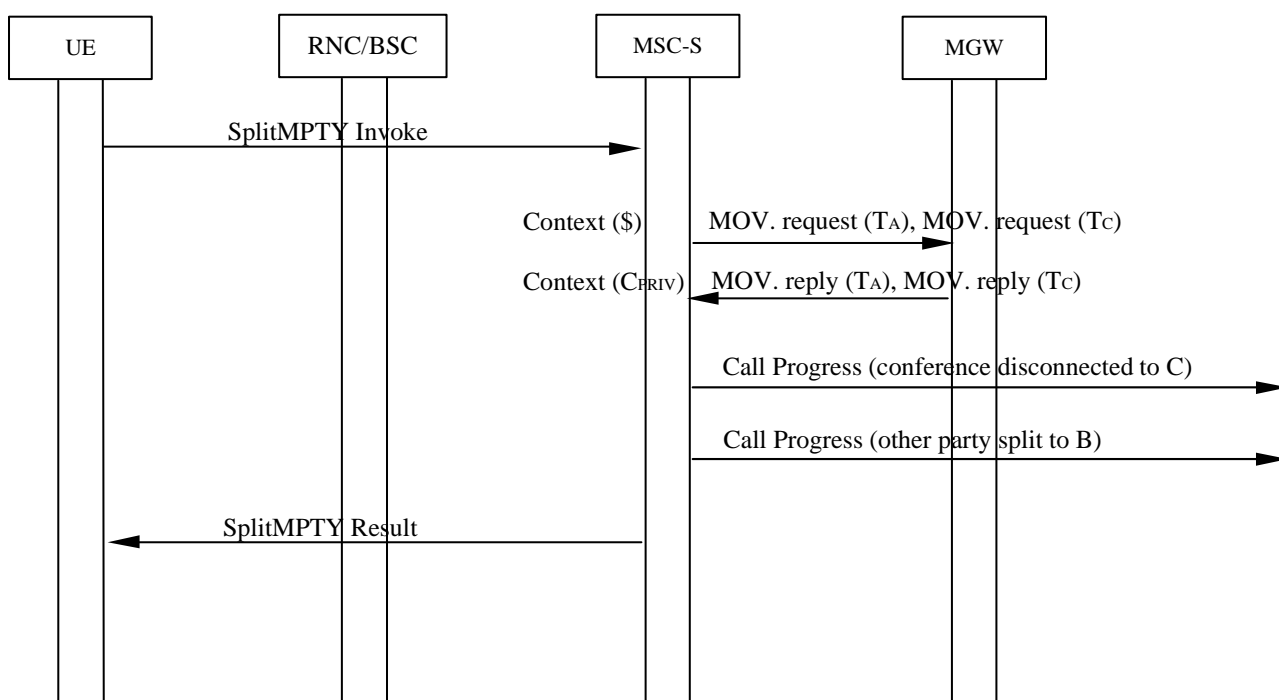 UE
RNC/BSC
MSC-S
MGW
SplitMPTY Invoke
Context ($)
MOV. request (TA), MOV. request (TC)
Context (CPRIV)
MOV. reply (TA), MOV. reply (TC)
Call Progress (conference disconnected to C)
Call Progress (other party split to B)
SplitMPTY Result